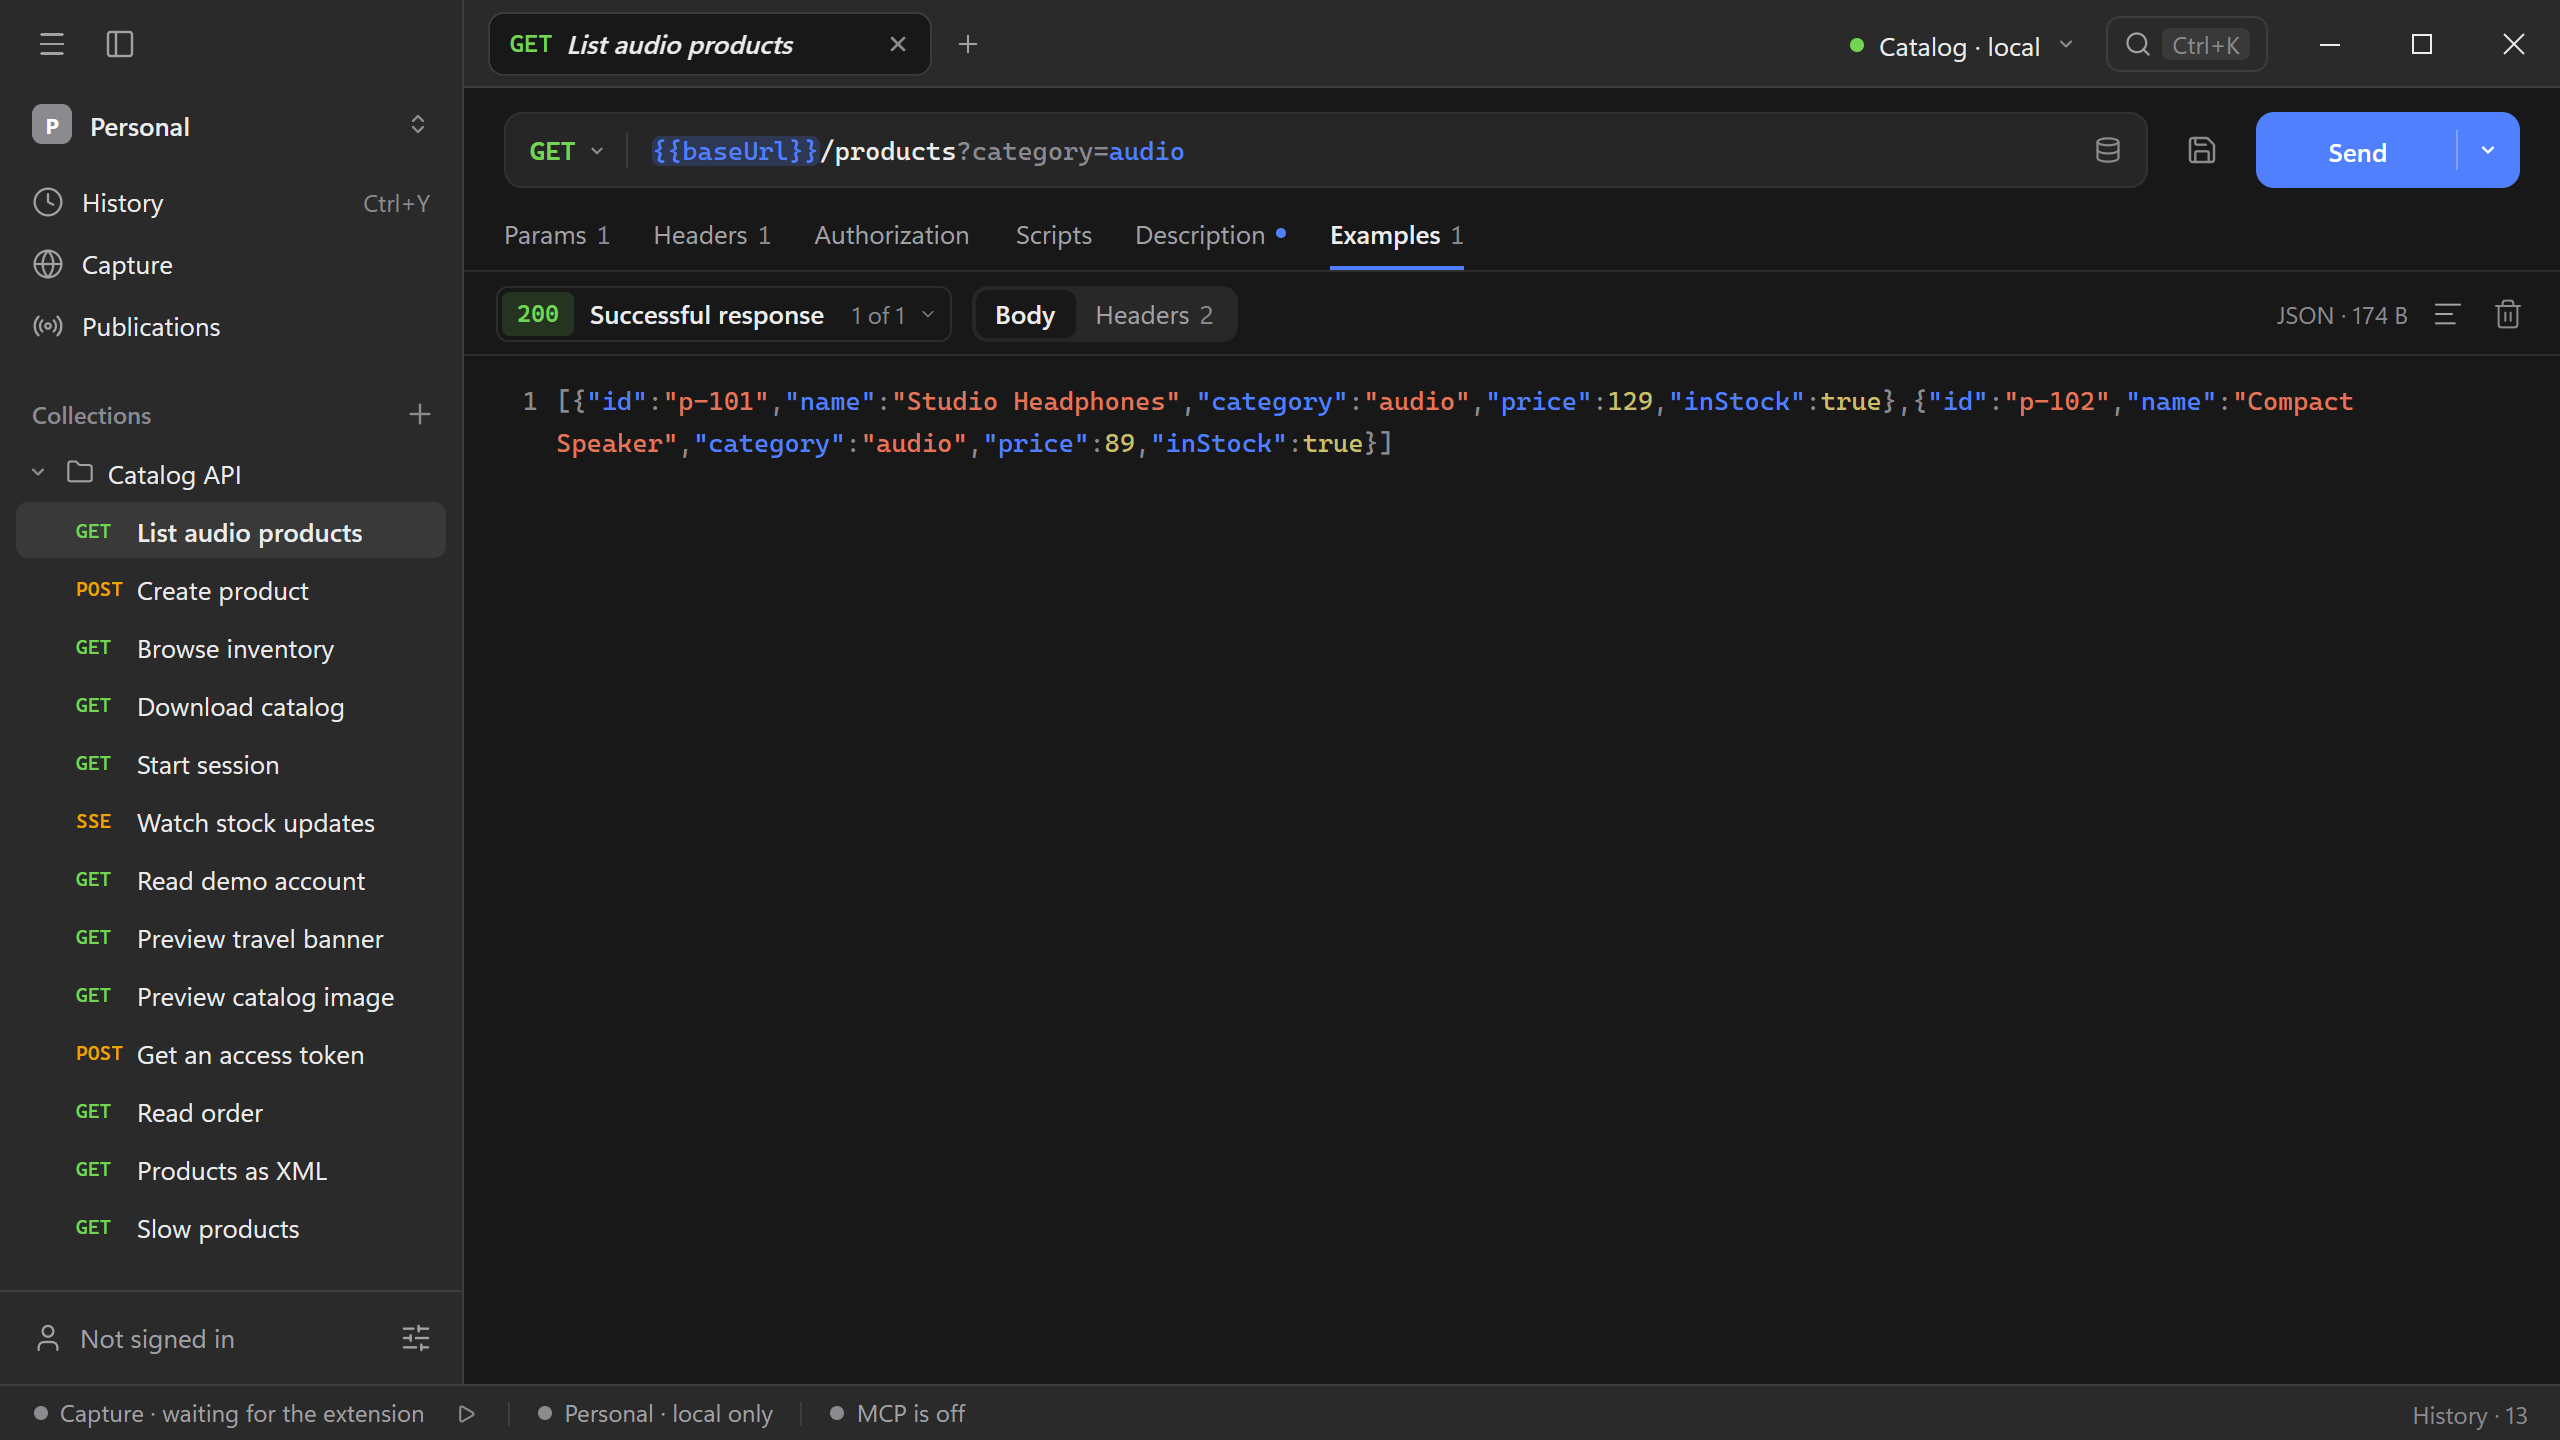 GET List audio products
Catalog · local
Ctrl+K
P Personal
History Ctrl+Y
Capture
Publications
Collections
Catalog API
GET List audio products
POST Create product
GET Browse inventory
GET Download catalog
GET Start session
SSE Watch stock updates
GET Read demo account
GET Preview travel banner
GET Preview catalog image
POST Get an access token
GET Read order
GET Products as XML
GET Slow products
Not signed in
GET {{baseUrl}}/products?category=audio
Send
Params 1 Headers 1 Authorization Scripts Description Examples 1
200 Successful response 1 of 1 Body Headers 2 JSON · 174 B
1 [{"id":"p-101","name":"Studio Headphones","category":"audio","price":129,"inStock":true},{"id":"p-102","name":"Compact
Speaker","category":"audio","price":89,"inStock":true}]
Capture · waiting for the extension Personal · local only MCP is off History · 13